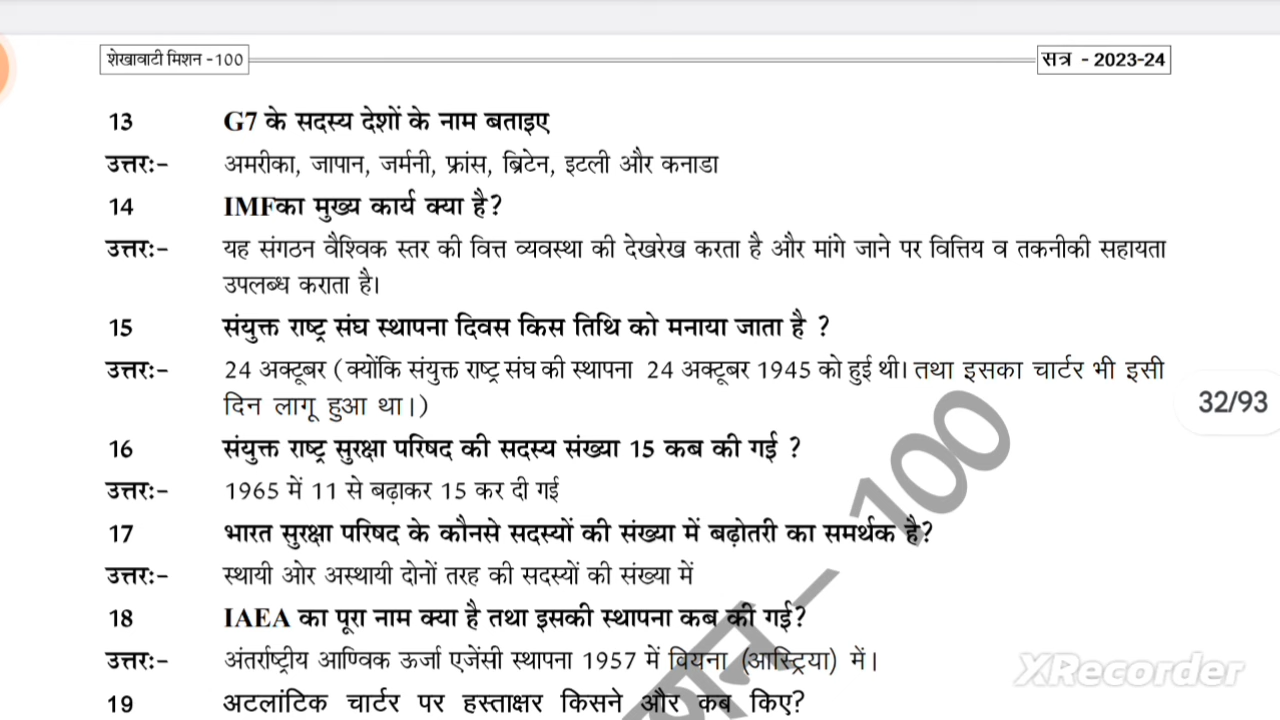 शेखावाटी मिशन -100
सत्र - 2023-24
13 G7 के सदस्य देशों के नाम बताइए
उत्तरः- अमरीका, जापान, जर्मनी, फ्रांस, ब्रिटेन, इटली और कनाडा
14 IMFका मुख्य कार्य क्या है?
उत्तरः- यह संगठन वैश्विक स्तर की वित्त व्यवस्था की देखरेख करता है और मांगे जाने पर वित्तिय व तकनीकी सहायता
उपलब्ध कराता है।
15 संयुक्त राष्ट्र संघ स्थापना दिवस किस तिथि को मनाया जाता है ?
उत्तरः- 24 अक्टूबर (क्योंकि संयुक्त राष्ट्र संघ की स्थापना 24 अक्टूबर 1945 को हुई थी। तथा इसका चार्टर भी इसी
दिन लागू हुआ था।)
32/93
16 संयुक्त राष्ट्र सुरक्षा परिषद की सदस्य संख्या 15 कब की गई ?
उत्तरः- 1965 में 11 से बढ़ाकर 15 कर दी गई
17 भारत सुरक्षा परिषद के कौनसे सदस्यों की संख्या में बढ़ोतरी का समर्थक है?
उत्तरः- स्थायी ओर अस्थायी दोनों तरह की सदस्यों की संख्या में
18 IAEA का पूरा नाम क्या है तथा इसकी स्थापना कब की गई?
उत्तरः- अंतर्राष्ट्रीय आण्विक ऊर्जा एजेंसी स्थापना 1957 में वियना (आस्ट्रिया) में।
19 अटलांटिक चार्टर पर हस्ताक्षर किसने और कब किए?
- 100
XRecorder